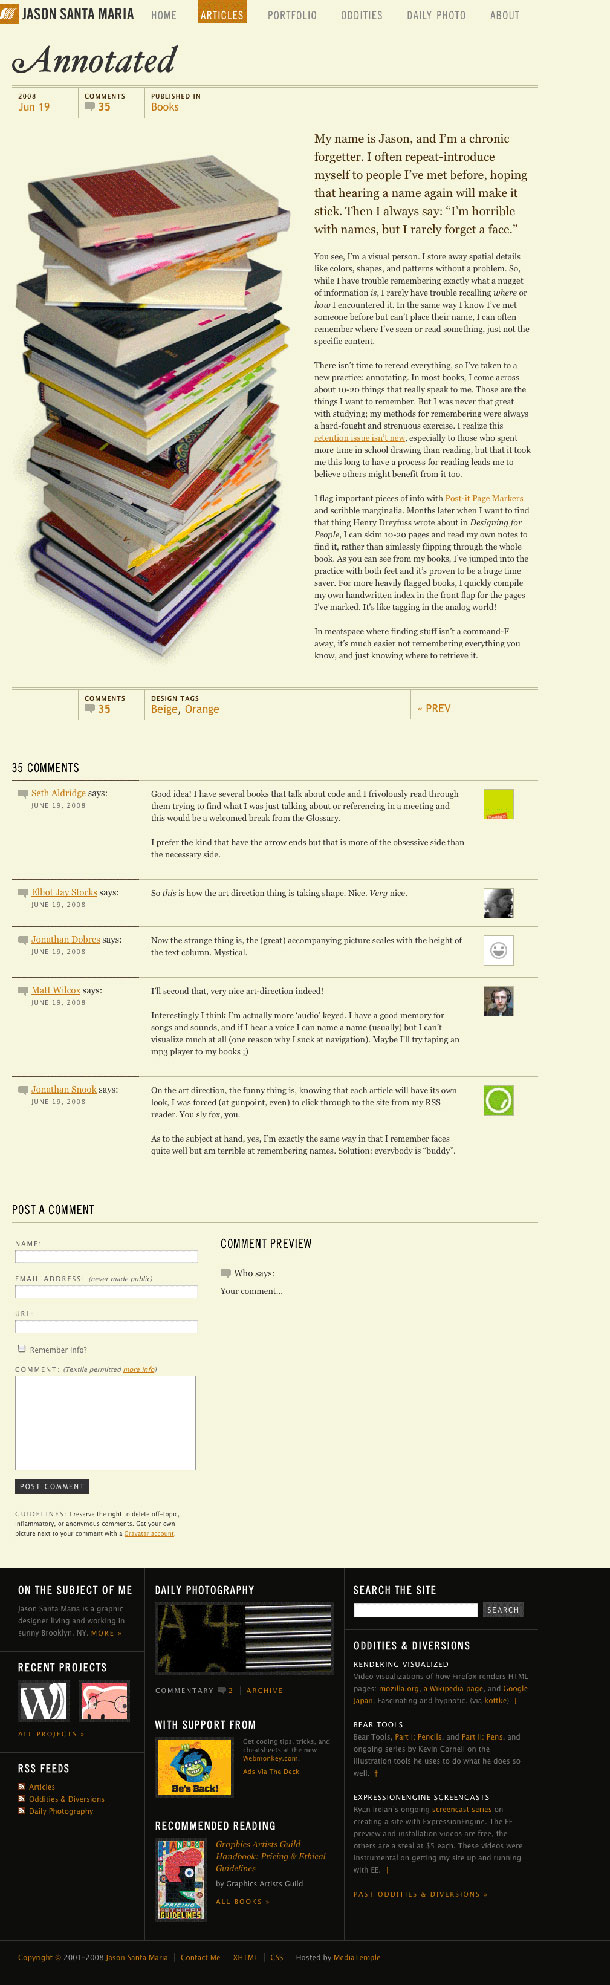 JASON SANTA MARIA HOME ARTICLES PORTFOLIO ODDITIES DAILY PHOTO ABOUT
Annotated
2008 COMMENTS PUBLISHED IN
Jun 19 35 Books
My name is Jason, and I'm a chronic
forgetter. I often repeat-introduce
myself to people I've met before, hoping
that hearing a name again will make it
stick. Then I always say: “I'm horrible
with names, but I rarely forget a face.”
You see, I'm a visual person. I store away spatial details
like colors, shapes, and patterns without a problem. So,
while I have trouble remembering exactly what a nugget
of information is, I rarely have trouble recalling where or
how I encountered it. In the same way I know I've met
someone before but can't place their name, I can often
remember where I've seen or read something, just not the
specific content.
There isn't time to reread everything, so I've taken to a
new practice: annotating. In most books, I come across
about 10-20 things that really speak to me. Those are the
things I want to remember. But I was never that great
with studying; my methods for remembering were always
a hard-fought and strenuous exercise. I realize this
retention issue isn't new, especially to those who spent
more time in school drawing than reading, but that it took
me this long to have a process for reading leads me to
believe others might benefit from it too.
I flag important pieces of info with Post-it Page Markers
and scribble marginalia. Months later when I want to find
that thing Henry Dreyfuss wrote about in Designing for
People, I can skim 10-20 pages and read my own notes to
find it, rather than aimlessly flipping through the whole
book. As you can see from my books, I've jumped into the
practice with both feet and it's proven to be a huge time
saver. For more heavily flagged books, I quickly compile
my own handwritten index in the front flap for the pages
I've marked. It's like tagging in the analog world!
In meatspace where finding stuff isn't a command-F
away, it's much easier not remembering everything you
know, and just knowing where to retrieve it.
COMMENTS DESIGN TAGS
35 Beige, Orange « PREV
35 COMMENTS
Seth Aldridge says:
JUNE 19, 2008
Good idea! I have several books that talk about code and I frivolously read through
them trying to find what I was just talking about or referencing in a meeting and
this would be a welcomed break from the Glossary.
I prefer the kind that have the arrow ends but that is more of the obsessive side than
the necessary side.
Elliot Jay Stocks says:
JUNE 19, 2008
So this is how the art direction thing is taking shape. Nice. Very nice.
Jonathan Dobres says:
JUNE 19, 2008
Now the strange thing is, the (great) accompanying picture scales with the height of
the text column. Mystical.
Matt Wilcox says:
JUNE 19, 2008
I'll second that, very nice art-direction indeed!
Interestingly I think I'm actually more 'audio' keyed. I have a good memory for
songs and sounds, and if I hear a voice I can name a name (usually) but I can't
visualize much at all (one reason why I suck at navigation). Maybe I'll try taping an
mp3 player to my books ;)
Jonathan Snook says:
JUNE 19, 2008
On the art direction, the funny thing is, knowing that each article will have its own
look, I was forced (at gunpoint, even) to click through to the site from my RSS
reader. You sly fox, you.
As to the subject at hand, yes, I'm exactly the same way in that I remember faces
quite well but am terrible at remembering names. Solution: everybody is “buddy”.
POST A COMMENT
NAME:
EMAIL ADDRESS: (never made public)
URL:
Remember info?
COMMENT: (Textile permitted more info)
POST COMMENT
GUIDELINES: I reserve the right to delete off-topic,
inflammatory, or anonymous comments. Get your own
picture next to your comment with a Gravatar account.
COMMENT PREVIEW
Who says:
Your comment...
ON THE SUBJECT OF ME
Jason Santa Maria is a graphic
designer living and working in
sunny Brooklyn, NY. MORE »
RECENT PROJECTS
ALL PROJECTS »
RSS FEEDS
Articles
Oddities & Diversions
Daily Photography
DAILY PHOTOGRAPHY
COMMENTARY 2 | ARCHIVE
WITH SUPPORT FROM
Be's Back!
Get coding tips, tricks, and
cheatsheets at the new
Webmonkey.com.
Ads Via The Deck
RECOMMENDED READING
PRICING &
ETHICAL
GUIDELINES
Graphics Artists Guild
Handbook: Pricing & Ethical
Guidelines
by Graphics Artists Guild
ALL BOOKS »
SEARCH THE SITE
SEARCH
ODDITIES & DIVERSIONS
RENDERING VISUALIZED
Video visualizations of how Firefox renders HTML
pages: mozilla.org, a Wikipedia page, and Google
Japan. Fascinating and hypnotic. (via kottke)
BEAR TOOLS
Bear Tools, Part I: Pencils, and Part II: Pens, and
ongoing series by Kevin Cornell on the
illustration tools he uses to do what he does so
well.
EXPRESSIONENGINE SCREENCASTS
Ryan Irelan's ongoing screencast series on
creating a site with ExpressionEngine. The EE
preview and installation videos are free, the
others are a steal at $5 each. These videos were
instrumental on getting my site up and running
with EE.
PAST ODDITIES & DIVERSIONS »
Copyright © 2001-2008 Jason Santa Maria | Contact Me XHTML | CSS Hosted by MediaTemple